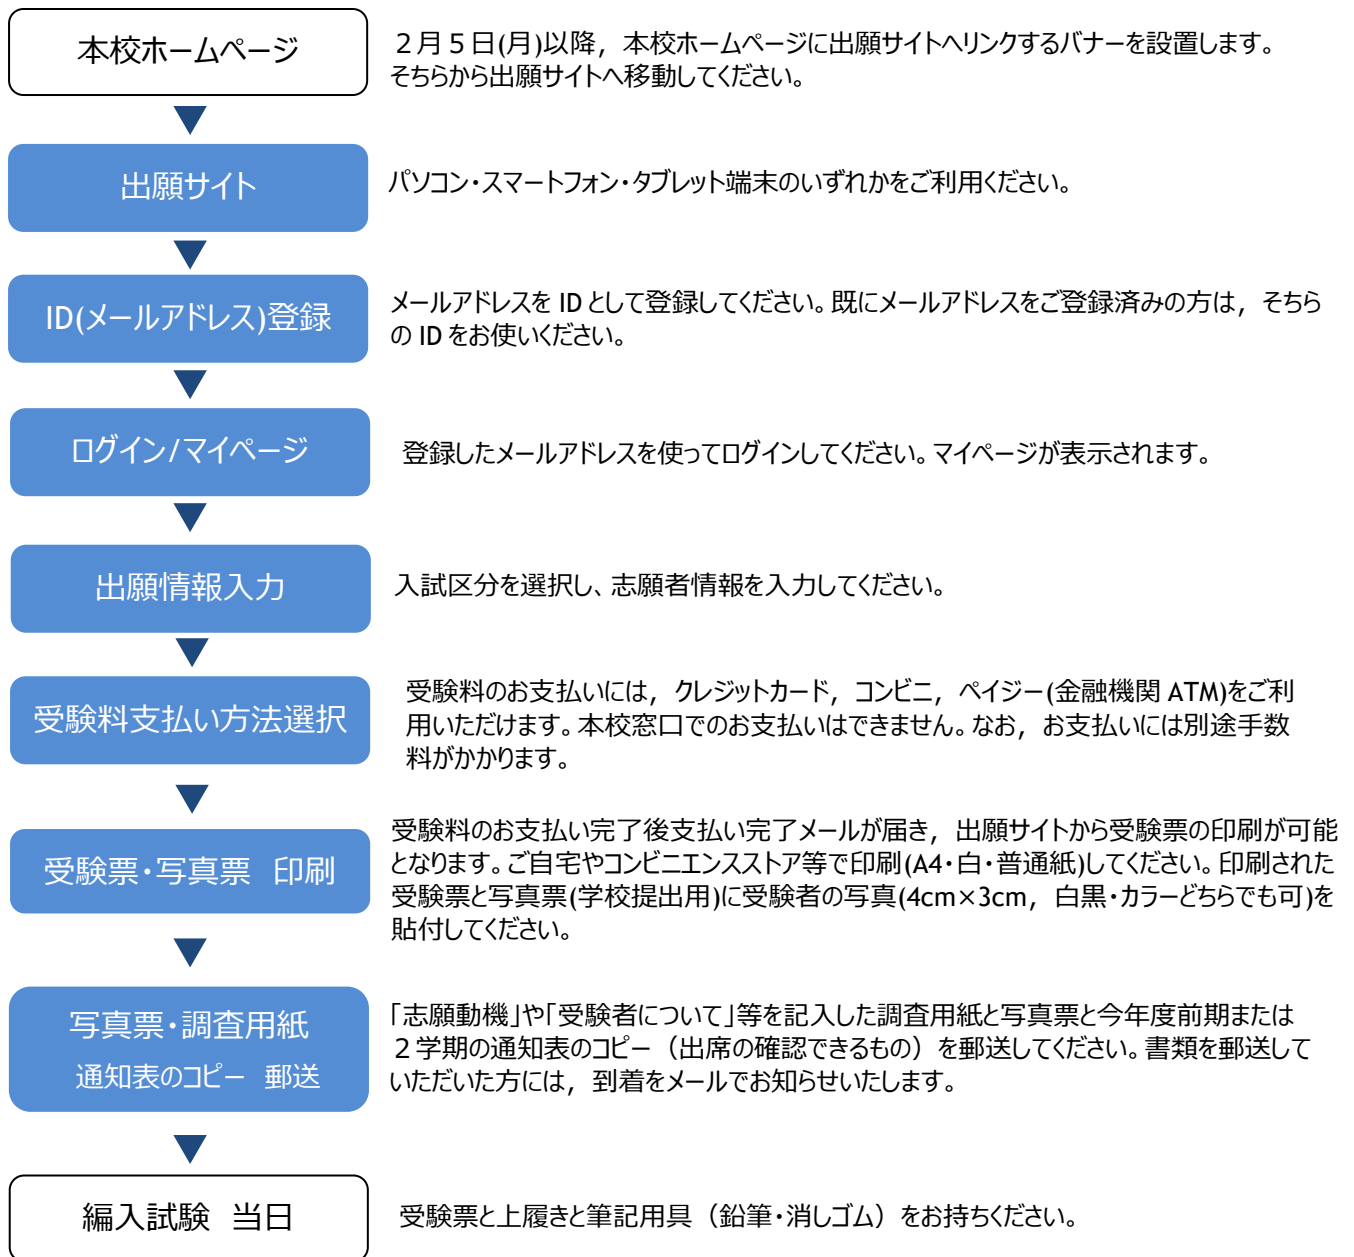 本校ホームページ
２月５日(月)以降，本校ホームページに出願サイトへリンクするバナーを設置します。
そちらから出願サイトへ移動してください。
出願サイト
パソコン・スマートフォン・タブレット端末のいずれかをご利用ください。
ID(メールアドレス)登録
メールアドレスを ID として登録してください。既にメールアドレスをご登録済みの方は，そちら
の ID をお使いください。
ログイン/マイページ
登録したメールアドレスを使ってログインしてください。マイページが表示されます。
出願情報入力
入試区分を選択し、志願者情報を入力してください。
受験料支払い方法選択
受験料のお支払いには，クレジットカード，コンビニ，ペイジー(金融機関 ATM)をご利
用いただけます。本校窓口でのお支払いはできません。なお，お支払いには別途手数
料がかかります。
受験票・写真票　印刷
受験料のお支払い完了後支払い完了メールが届き，出願サイトから受験票の印刷が可能
となります。ご自宅やコンビニエンスストア等で印刷(A4・白・普通紙)してください。印刷された
受験票と写真票(学校提出用)に受験者の写真(4cm×3cm，白黒・カラーどちらでも可)を
貼付してください。
写真票・調査用紙
通知表のコピー　郵送
「志願動機」や「受験者について」等を記入した調査用紙と写真票と今年度前期または
２学期の通知表のコピー（出席の確認できるもの）を郵送してください。書類を郵送して
いただいた方には，到着をメールでお知らせいたします。
編入試験　当日
受験票と上履きと筆記用具（鉛筆・消しゴム）をお持ちください。